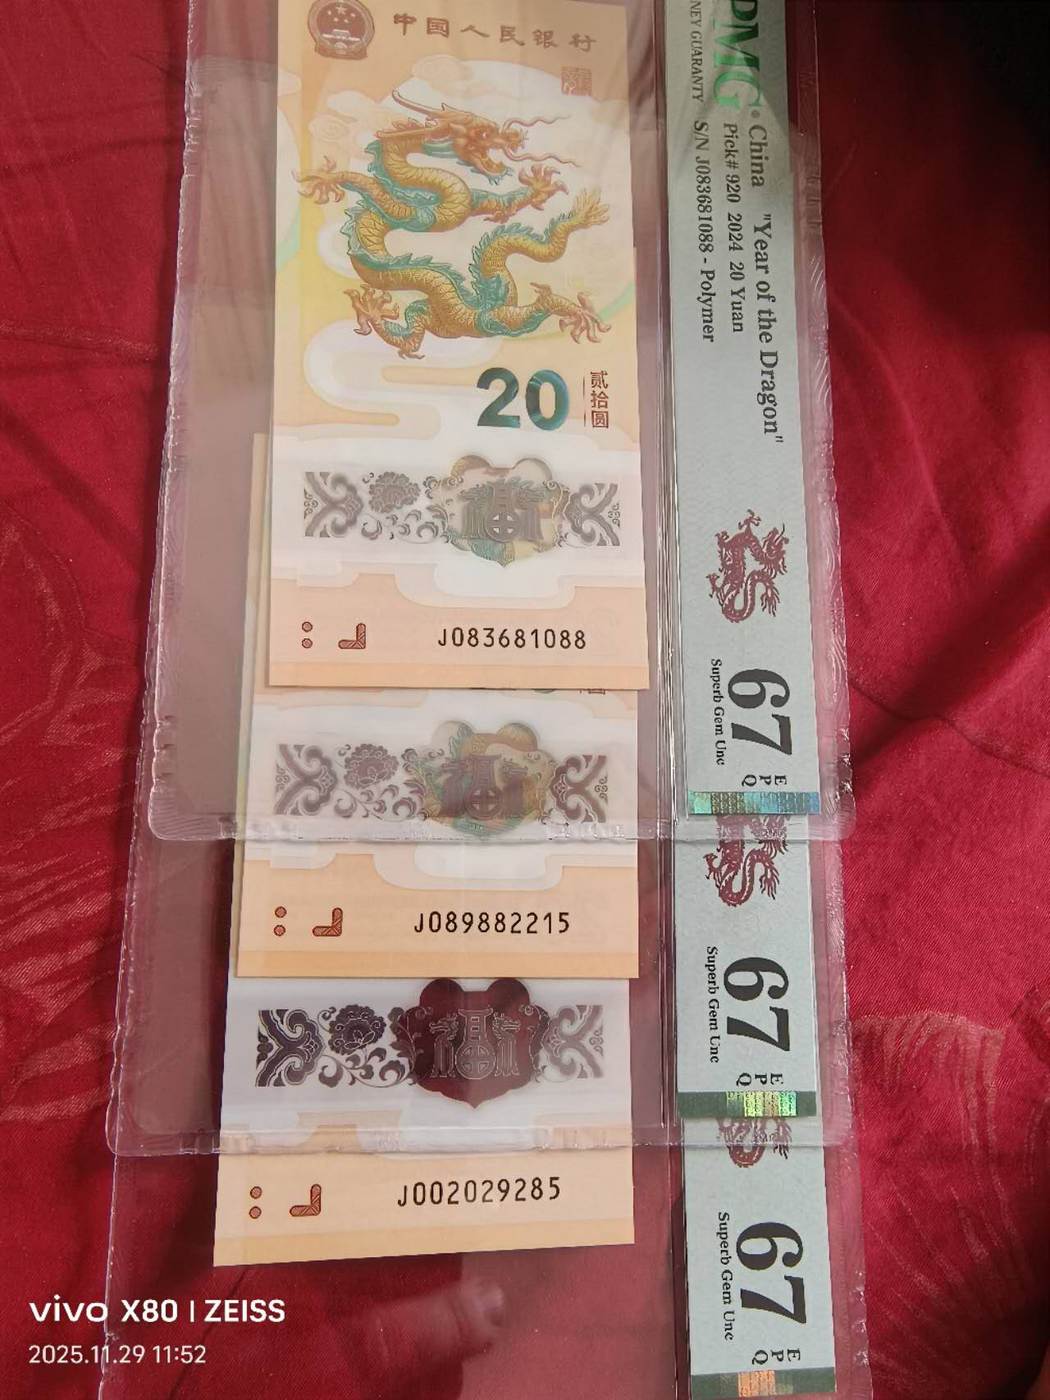 中国人民银行
20
贰拾圆
J083681088
J089882215
J002029285
PMG
China "Year of the Dragon"
Pick# 920 2024 20 Yuan
S/N J083681088 - Polymer
67 EPQ
Superb Gem Unc
67 EPQ
Superb Gem Unc
67 EPQ
Superb Gem Unc
vivo X80 | ZEISS
2025.11.29 11:52